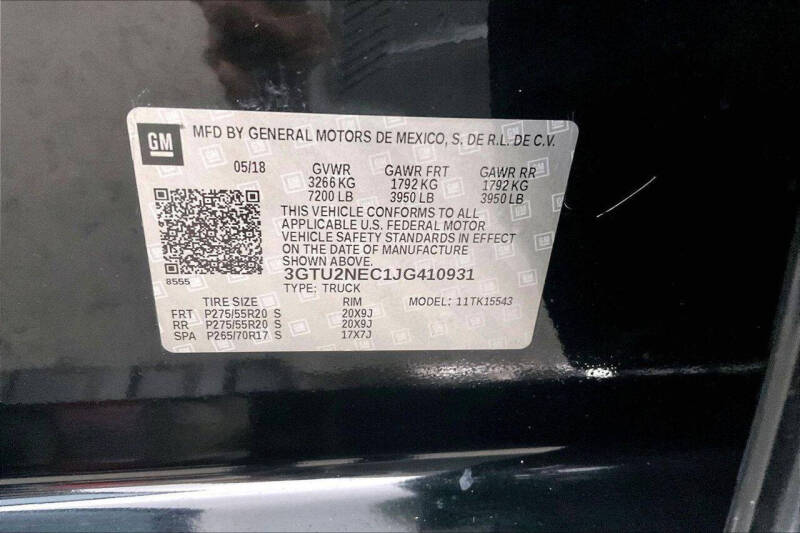 GM MFD BY GENERAL MOTORS DE MEXICO, S. DE R.L. DE C.V.
05/18 GVWR GAWR FRT GAWR RR
3266 KG 1792 KG 1792 KG
7200 LB 3950 LB 3950 LB
THIS VEHICLE CONFORMS TO ALL
APPLICABLE U.S. FEDERAL MOTOR
VEHICLE SAFETY STANDARDS IN EFFECT
ON THE DATE OF MANUFACTURE
SHOWN ABOVE.
3GTU2NEC1JG410931
8555
TYPE: TRUCK
TIRE SIZE RIM MODEL: 11TK15543
FRT P275/55R20 S 20X9J
RR P275/55R20 S 20X9J
SPA P265/70R17 S 17X7J